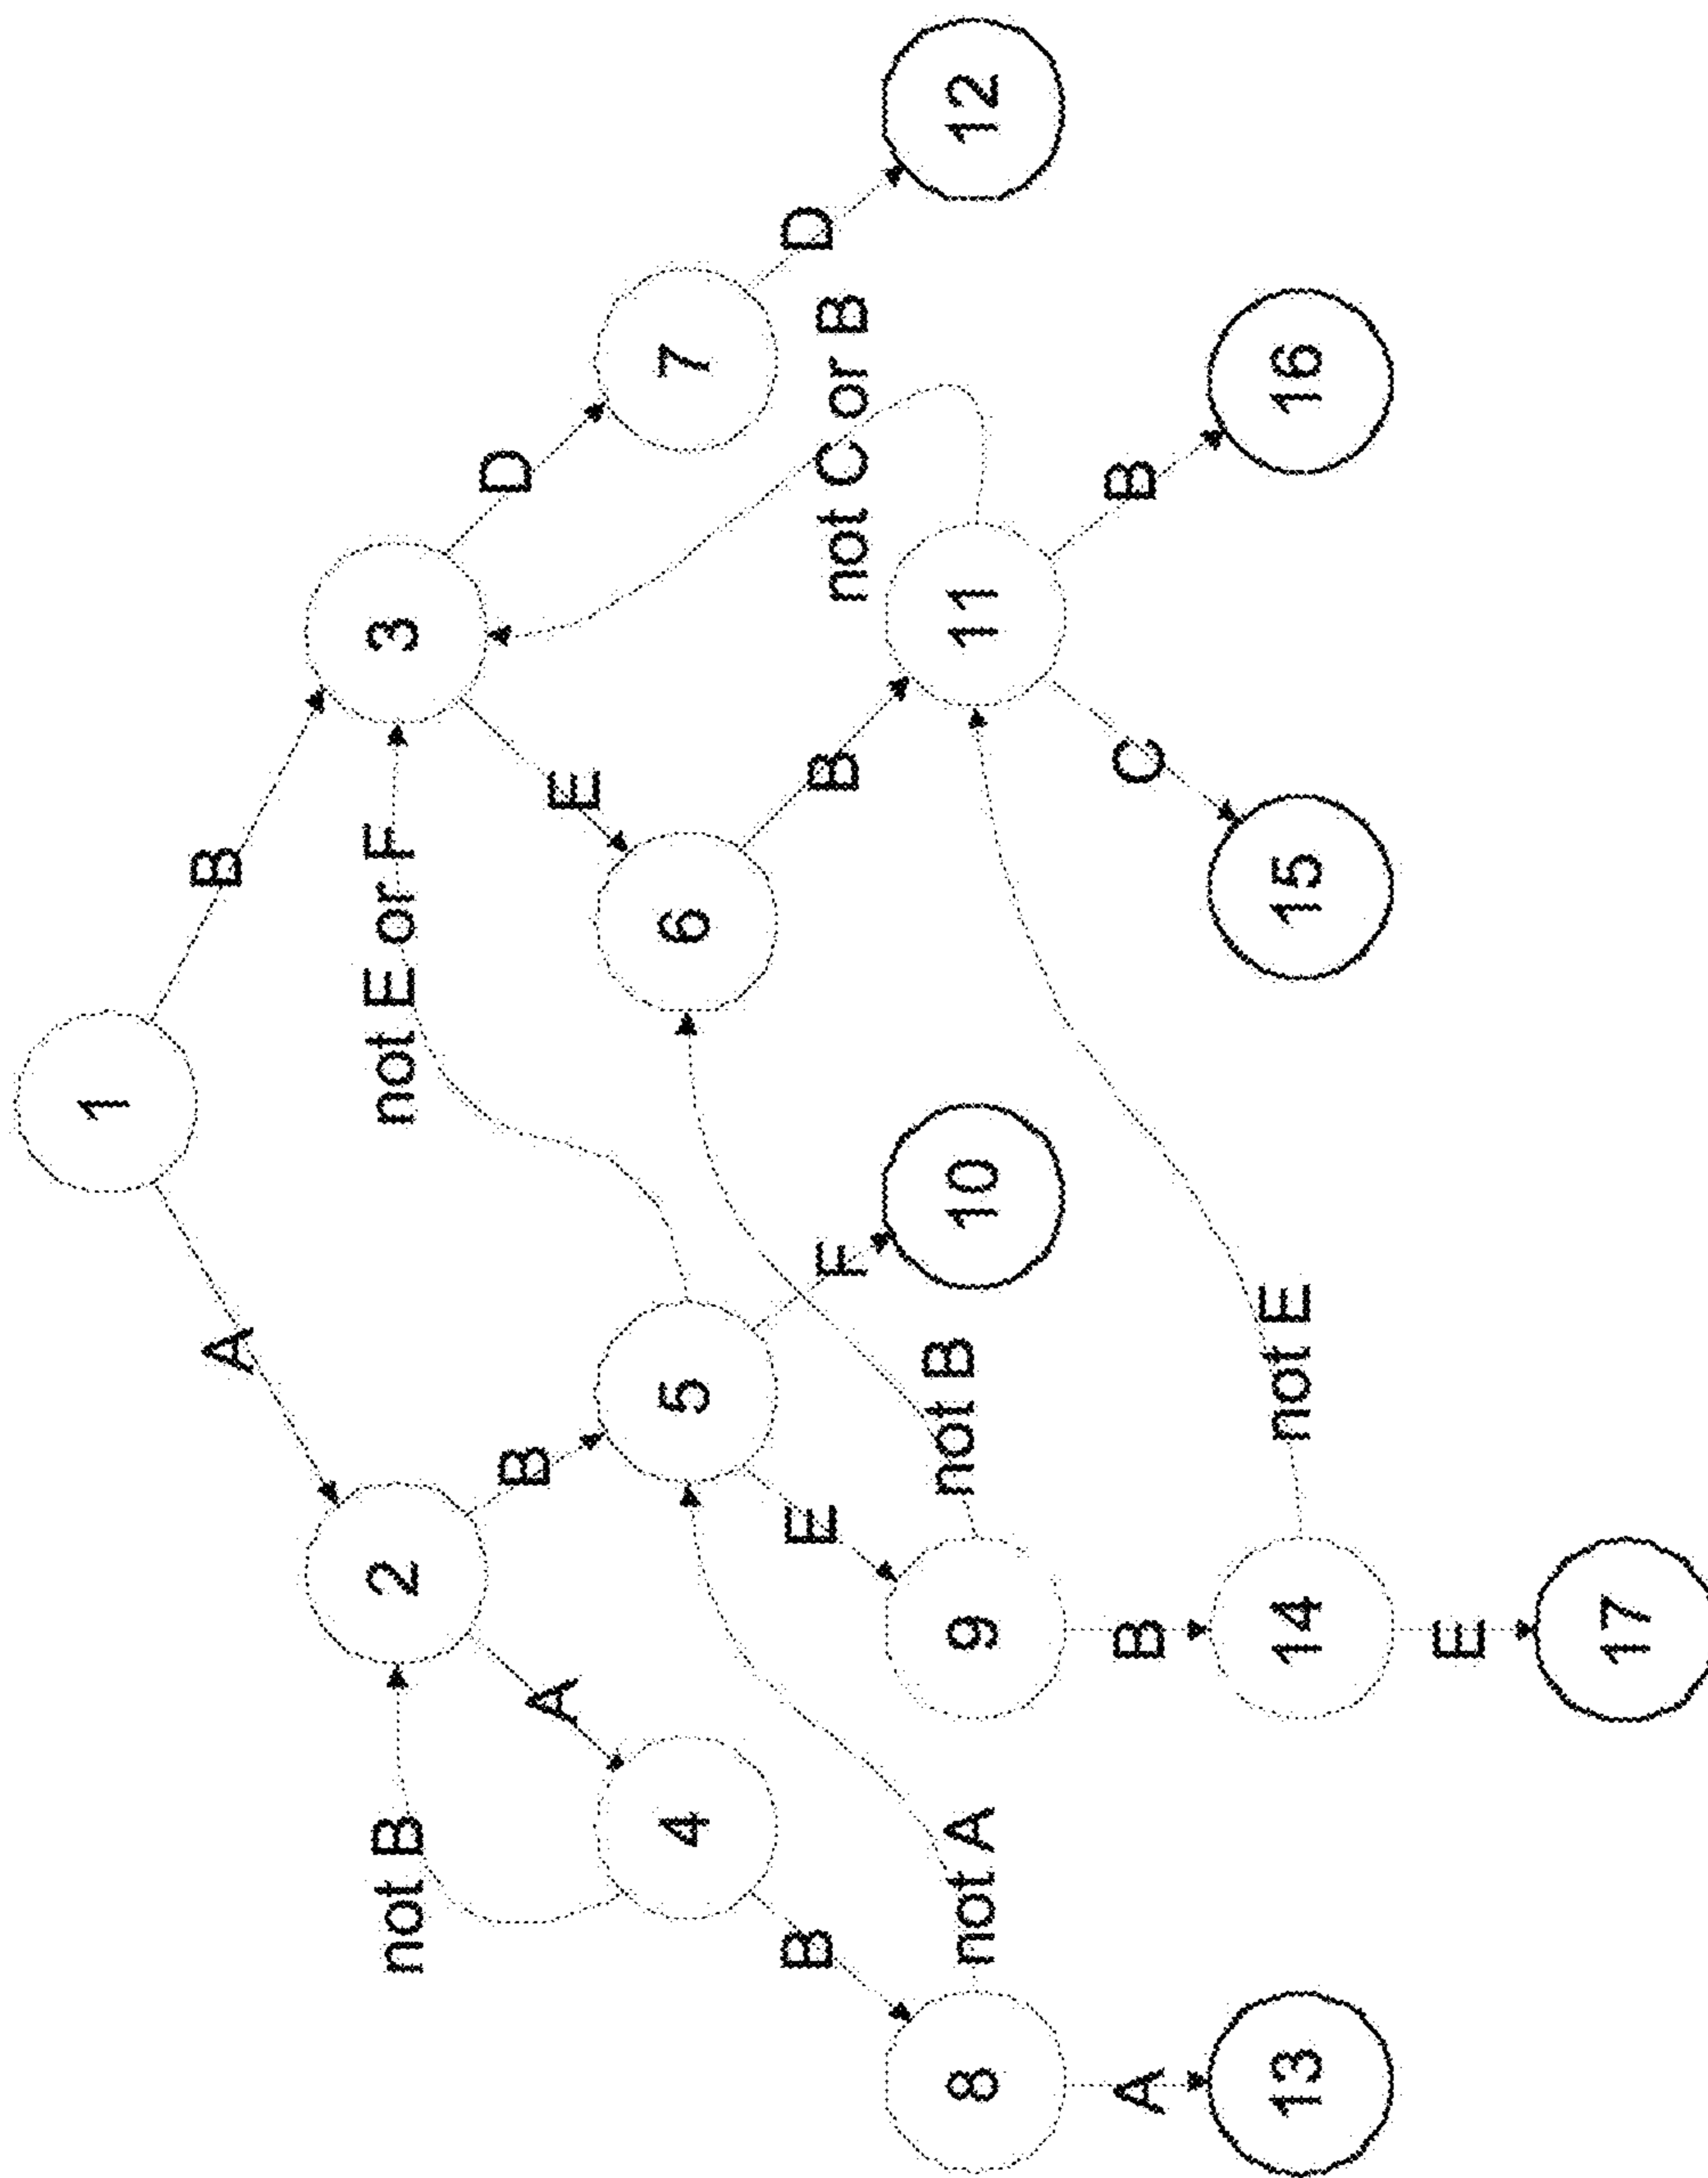 1
A B
not B 2 not E or F 3
A B E D
4 5 6 7
B E F B not C or B D
8 not A 9 not B 10 11 12
A B C B
13 14 not E 15 16
E
17